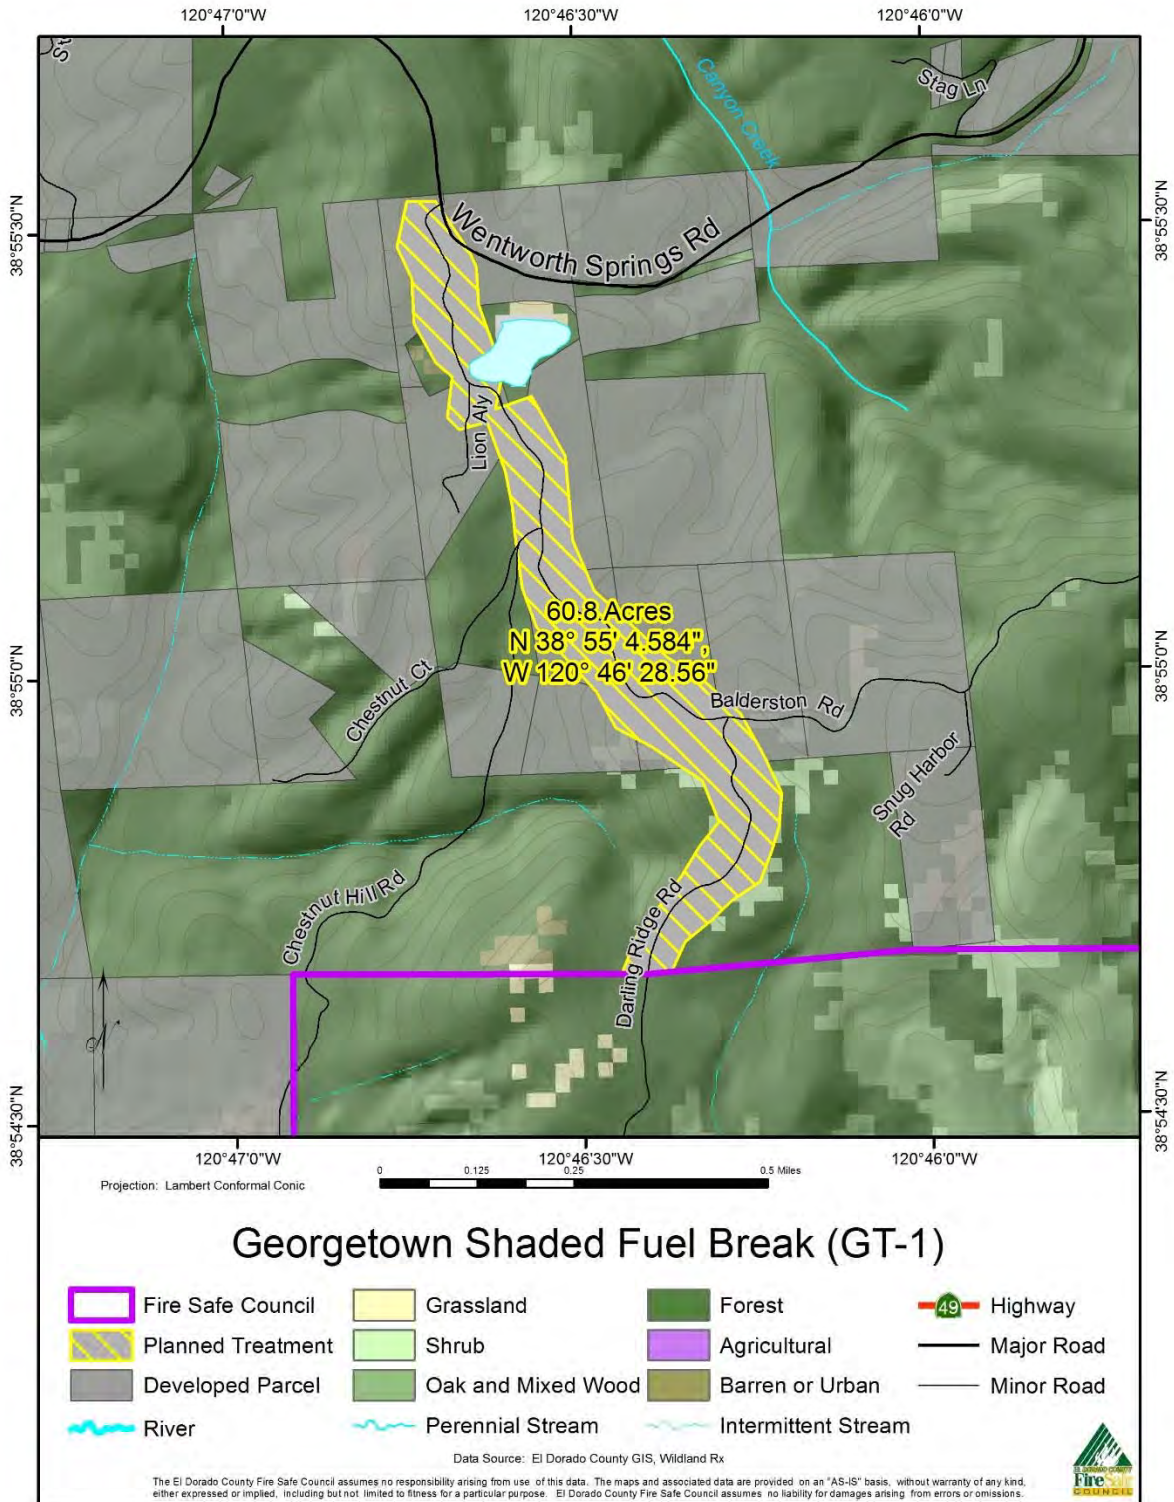 120°47'0"W
120°46'30"W
120°46'0"W
St
Canyon Creek
Stag Ln
38°55'30"N
38°55'30"N
Wentworth Springs Rd
Lion Aly
60.8 Acres
N 38° 55' 4.584",
W 120° 46' 28.56"
38°55'0"N
38°55'0"N
Chestnut Ct
Balderston Rd
Snug Harbor
Rd
Chestnut Hill Rd
Darling Ridge Rd
38°54'30"N
38°54'30"N
120°47'0"W
120°46'30"W
120°46'0"W
Projection: Lambert Conformal Conic
0 0.125 0.25 0.5 Miles
Georgetown Shaded Fuel Break (GT-1)
Fire Safe Council Grassland Forest 49 Highway
Planned Treatment Shrub Agricultural Major Road
Developed Parcel Oak and Mixed Wood Barren or Urban Minor Road
River Perennial Stream Intermittent Stream
Data Source: El Dorado County GIS, Wildland Rx
The El Dorado County Fire Safe Council assumes no responsibility arising from use of this data. The maps and associated data are provided on an "AS-IS" basis, without warranty of any kind,
either expressed or implied, including but not limited to fitness for a particular purpose. El Dorado County Fire Safe Council assumes no liability for damages arising from errors or omissions.
EL DORADO COUNTY
Fire Safe
COUNCIL